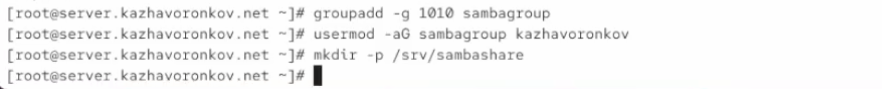 [root@server.kazhavoronkov.net ~]# groupadd -g 1010 sambagroup
[root@server.kazhavoronkov.net ~]# usermod -aG sambagroup kazhavoronkov
[root@server.kazhavoronkov.net ~]# mkdir -p /srv/sambashare
[root@server.kazhavoronkov.net ~]#